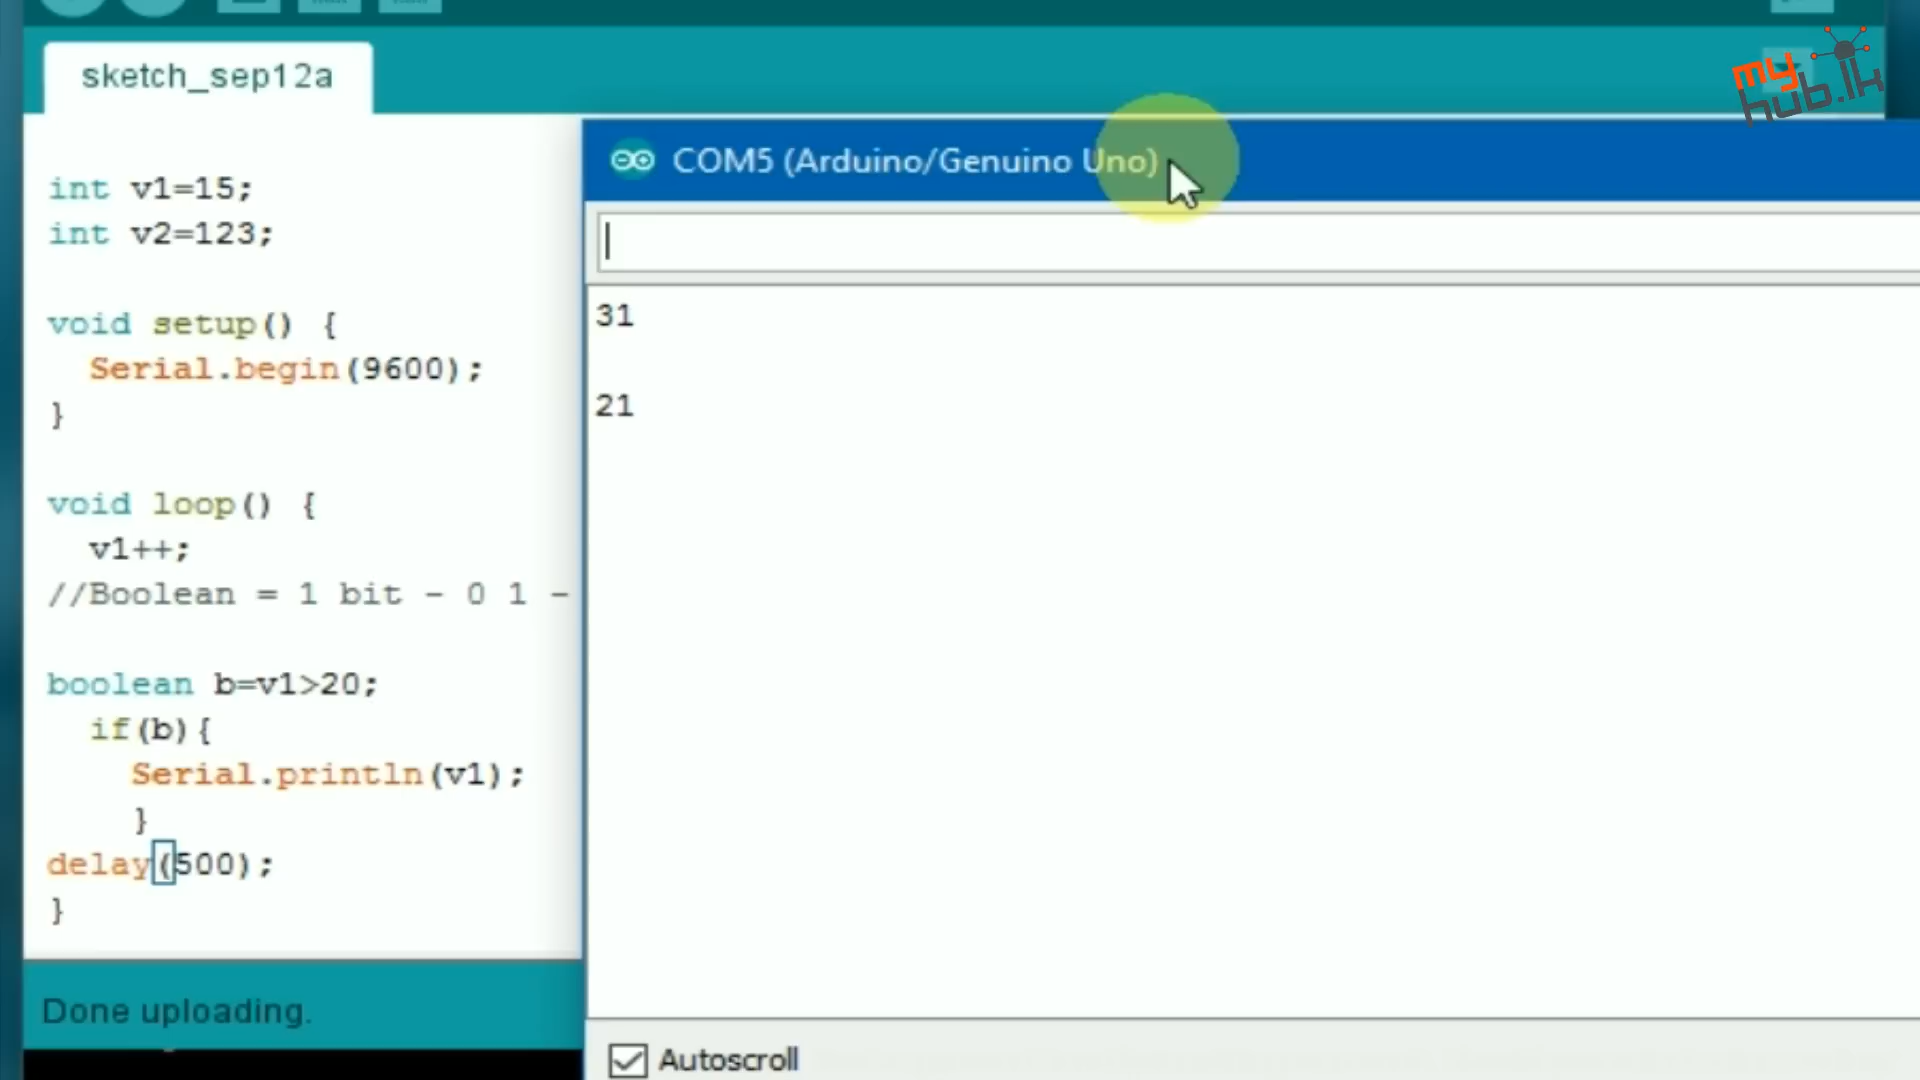 my
hub.lk
sketch_sep12a
int v1=15;
int v2=123;
void setup() {
Serial.begin(9600);
}
void loop() {
v1++;
//Boolean = 1 bit - 0 1 -
boolean b=v1>20;
if(b){
Serial.println(v1);
}
delay(500);
}
Done uploading.
COM5 (Arduino/Genuino Uno)
31
21
Autoscroll